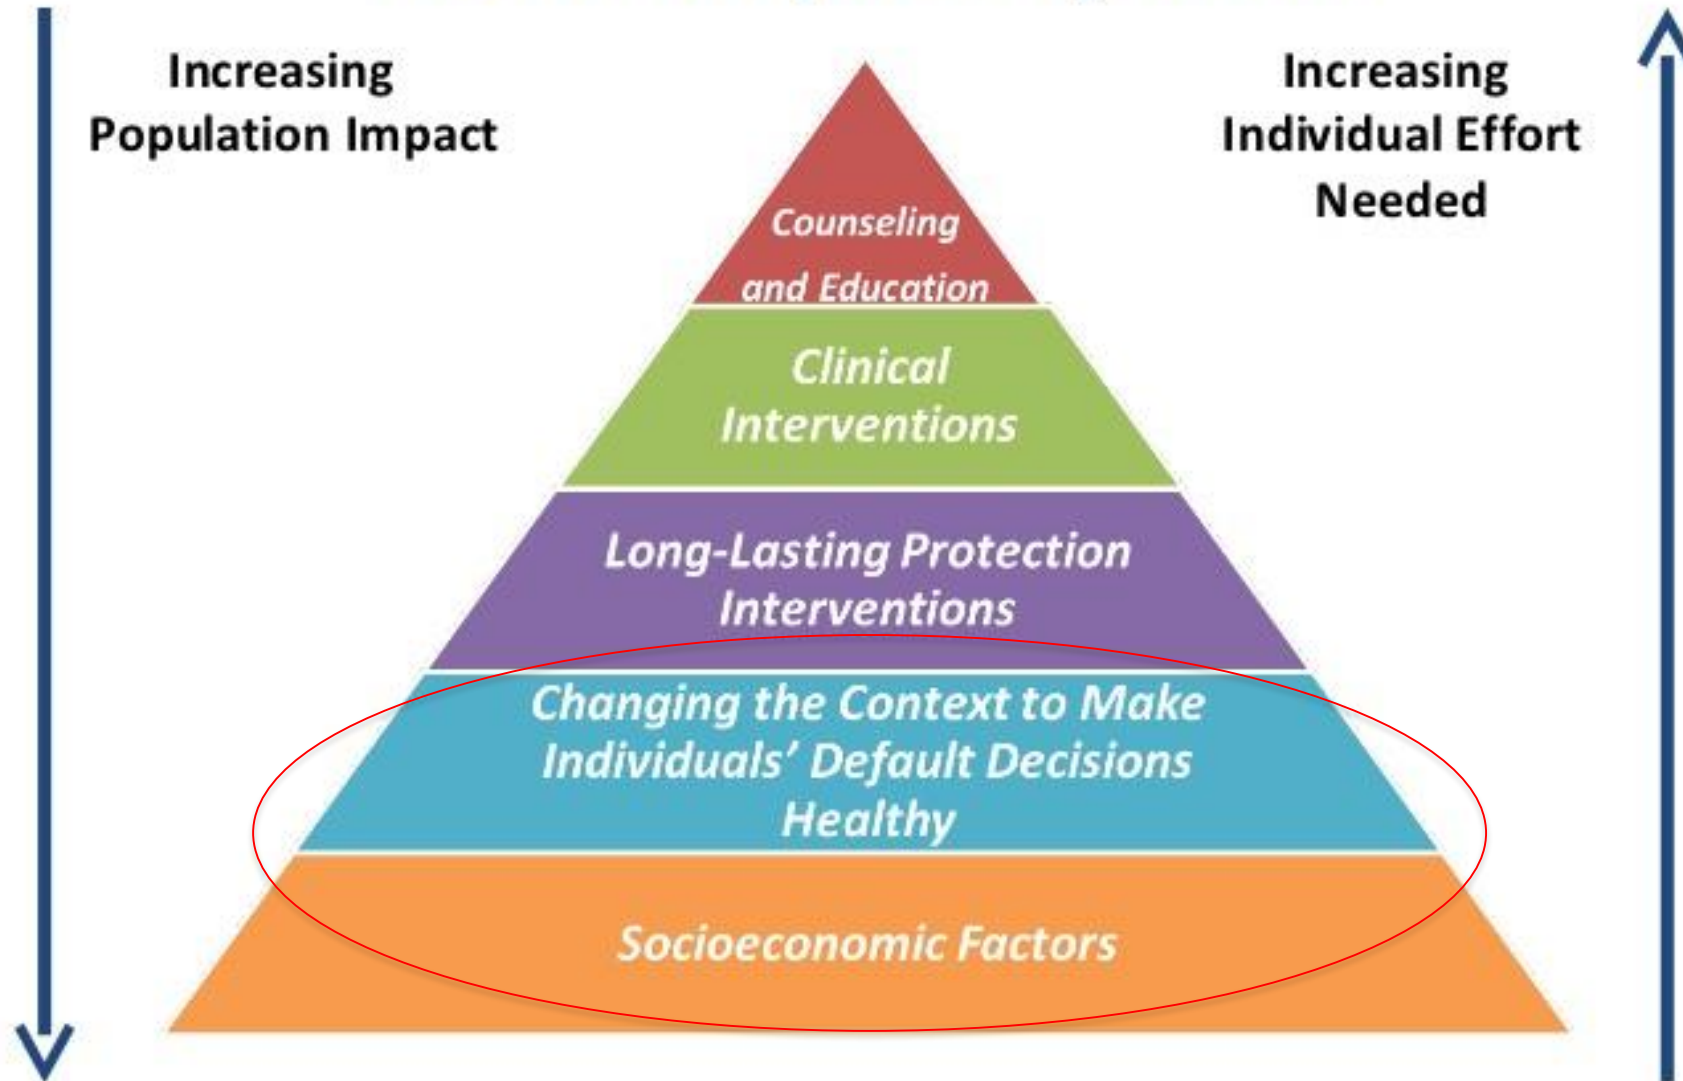 Increasing
Population Impact
Increasing
Individual Effort
Needed
Counseling
and Education
Clinical
Interventions
Long-Lasting Protection
Interventions
Changing the Context to Make
Individuals’ Default Decisions
Healthy
Socioeconomic Factors